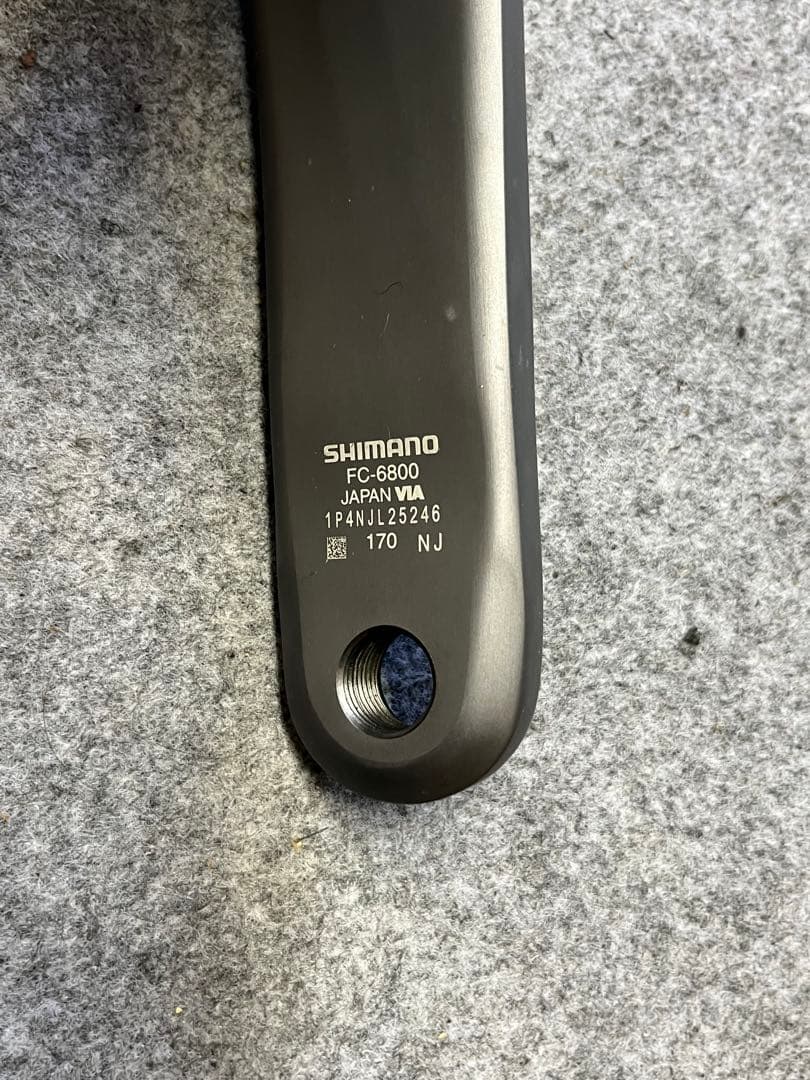 SHIMANO
FC-6800
JAPAN VIA
1P4NJL25246
170 NJ